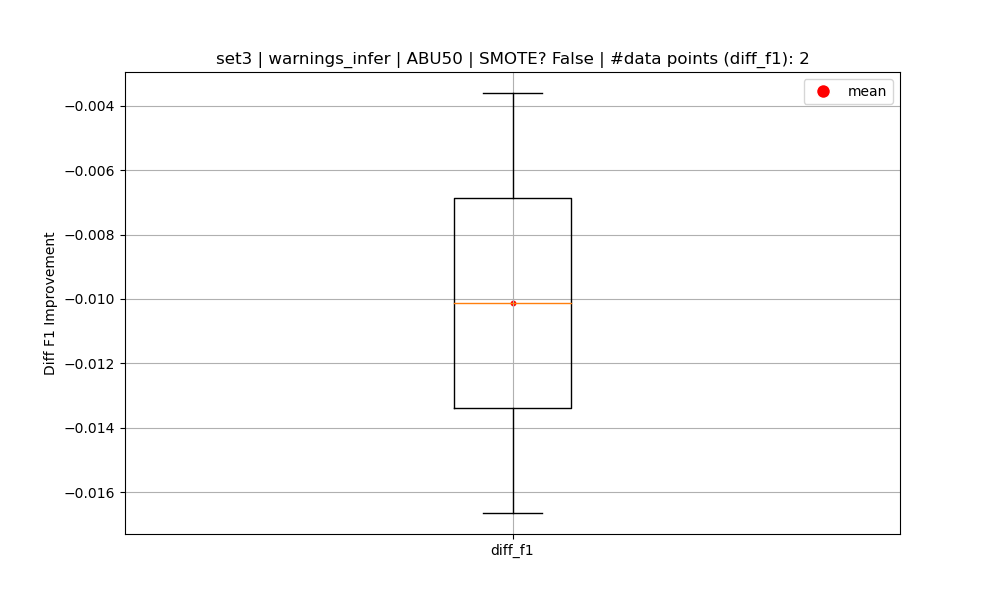 set3 | warnings_infer | ABU50 | SMOTE? False | #data points (diff_f1): 2
mean
−0.004
−0.006
−0.008
−0.010
−0.012
−0.014
−0.016
Diff F1 Improvement
diff_f1